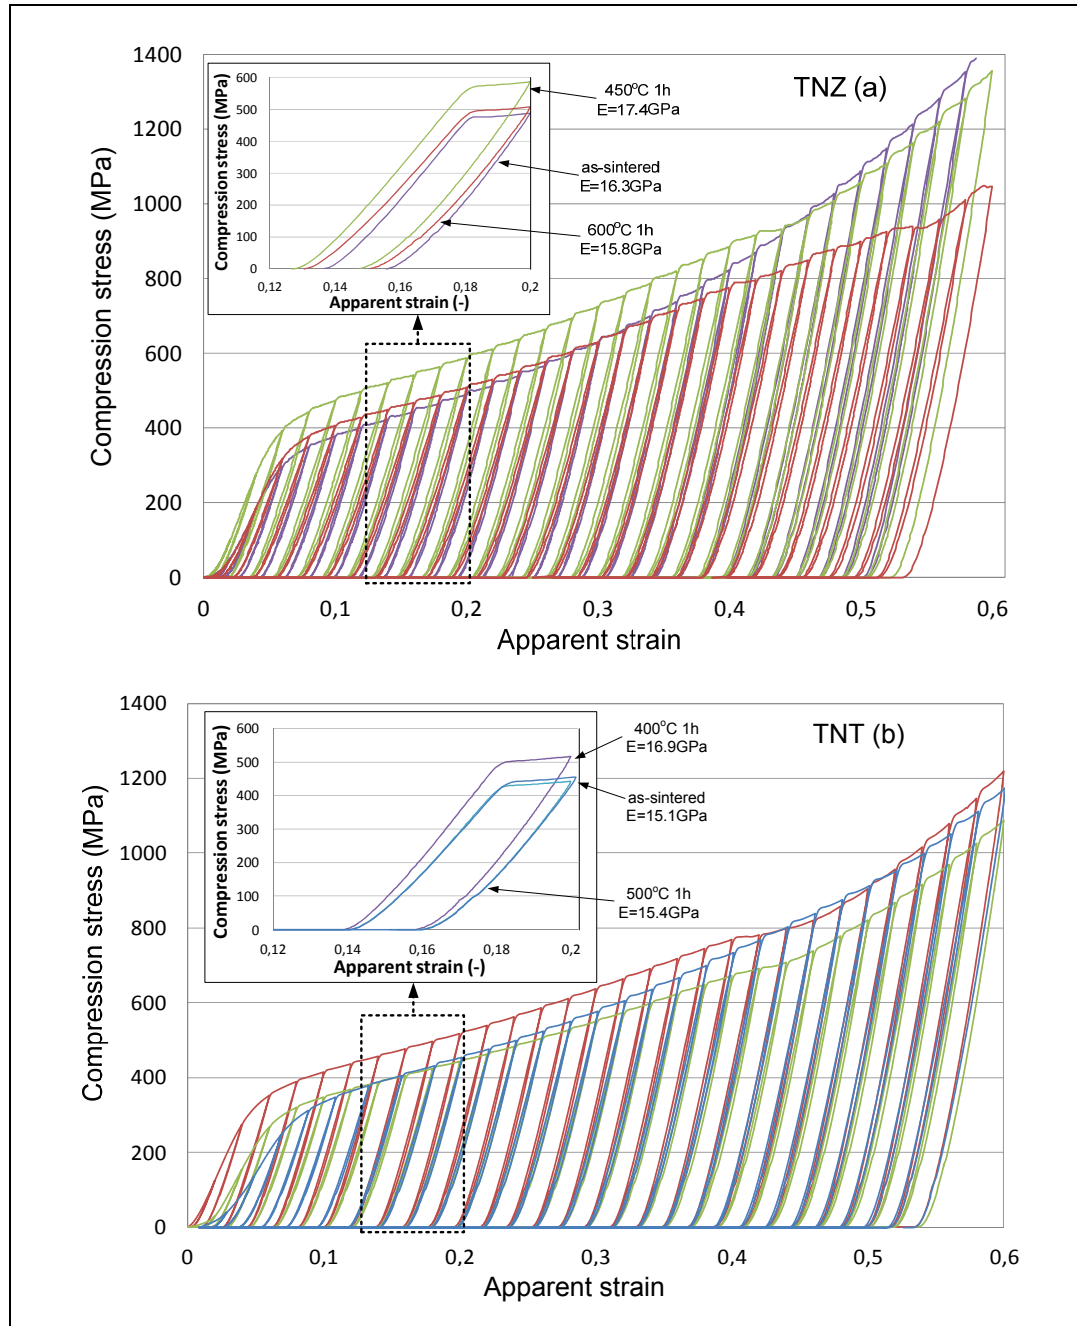 1400
1200
1000
800
600
400
200
0
Compression stress (MPa)
0
0,1
0,2
0,3
0,4
0,5
0,6
Apparent strain
TNZ (a)
600
500
400
300
200
100
0
Compression stress (MPa)
0,12
0,14
0,16
0,18
0,2
Apparent strain (-)
450°C 1h
E=17.4GPa
as-sintered
E=16.3GPa
600°C 1h
E=15.8GPa
1400
1200
1000
800
600
400
200
0
Compression stress (MPa)
0
0,1
0,2
0,3
0,4
0,5
0,6
Apparent strain
TNT (b)
600
500
400
300
200
100
0
Compression stress (MPa)
0,12
0,14
0,16
0,18
0,2
Apparent strain (-)
400°C 1h
E=16.9GPa
as-sintered
E=15.1GPa
500°C 1h
E=15.4GPa